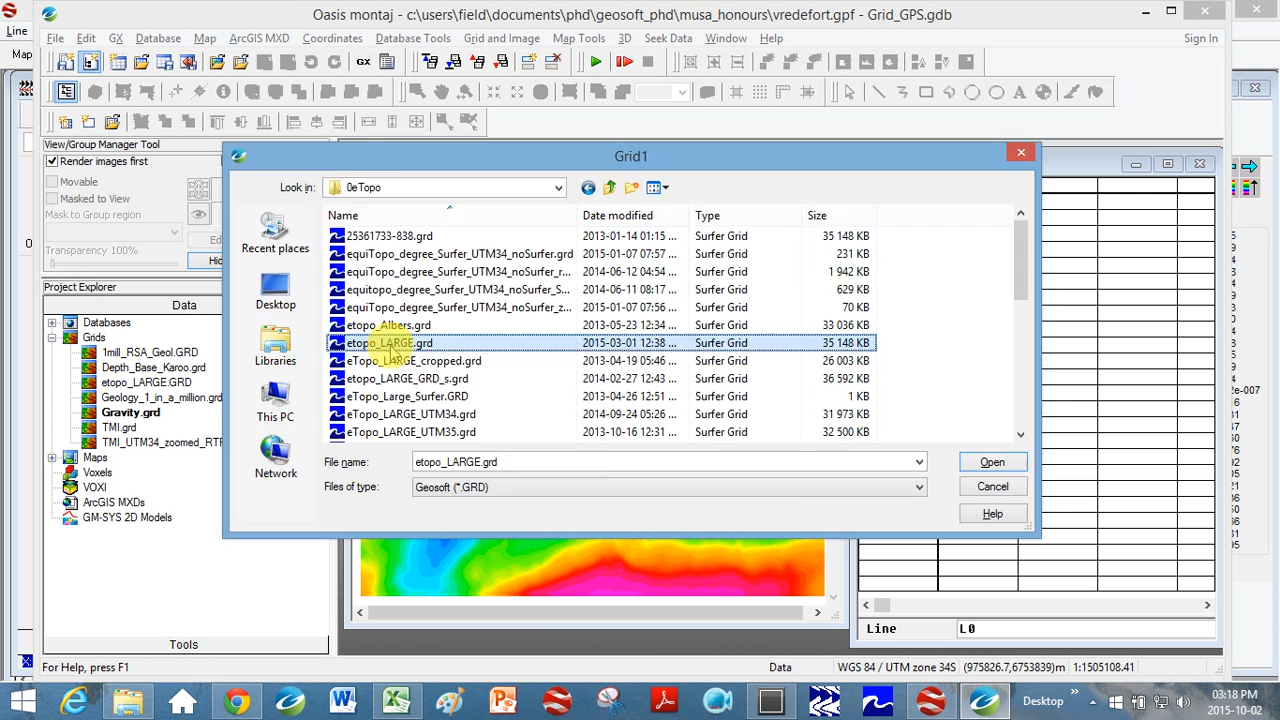 Oasis montaj - c:\users\field\documents\phd\geosoft_phd\musa_honours\vredefort.gpf - Grid_GPS.gdb
Line
File Edit GX Database Map ArcGIS MXD Coordinates Database Tools Grid and Image Map Tools 3D Seek Data Window Help Sign In
Map
GX
View/Group Manager Tool
Render images first
Movable
Masked to View
Mask to Group region
Transparency 100%
Project Explorer
Data
Databases
Grids
1mill_RSA_Geol.GRD
Depth_Base_Karoo.grd
etopo_LARGE.GRD
Geology_1_in_a_million.grd
Gravity.grd
TMI.grd
TMI_UTM34_zoomed_RTP
Maps
Voxels
VOXI
ArcGIS MXDs
GM-SYS 2D Models
Tools
Grid1
Look in: 0eTopo
Recent places
Desktop
Libraries
This PC
Network
Name Date modified Type Size
25361733-838.grd 2013-01-14 01:15 ... Surfer Grid 35 148 KB
equiTopo_degree_Surfer_UTM34_noSurfer.grd 2015-01-07 07:57 ... Surfer Grid 231 KB
equiTopo_degree_Surfer_UTM34_noSurfer_r... 2014-06-12 04:54 ... Surfer Grid 1 942 KB
equitopo_degree_Surfer_UTM34_noSurfer_S... 2014-06-11 08:17 ... Surfer Grid 629 KB
equiTopo_degree_Surfer_UTM34_noSurfer_z... 2015-01-07 07:56 ... Surfer Grid 70 KB
etopo_Albers.grd 2013-05-23 12:34 ... Surfer Grid 33 036 KB
etopo_LARGE.grd 2015-03-01 12:38 ... Surfer Grid 35 148 KB
eTopo_LARGE_cropped.grd 2013-04-19 05:46 ... Surfer Grid 26 003 KB
etopo_LARGE_GRD_s.grd 2014-02-27 12:43 ... Surfer Grid 36 592 KB
eTopo_Large_Surfer.GRD 2013-04-26 12:51 ... Surfer Grid 1 KB
eTopo_LARGE_UTM34.grd 2014-09-24 05:26 ... Surfer Grid 31 973 KB
eTopo_LARGE_UTM35.grd 2013-10-16 12:31 ... Surfer Grid 32 500 KB
File name: etopo_LARGE.grd Open
Files of type: Geosoft (*.GRD) Cancel
Help
Line L0
For Help, press F1 Data WGS 84 / UTM zone 34S (975826.7,6753839)m 1:1505108.41
Desktop
03:18 PM
2015-10-02